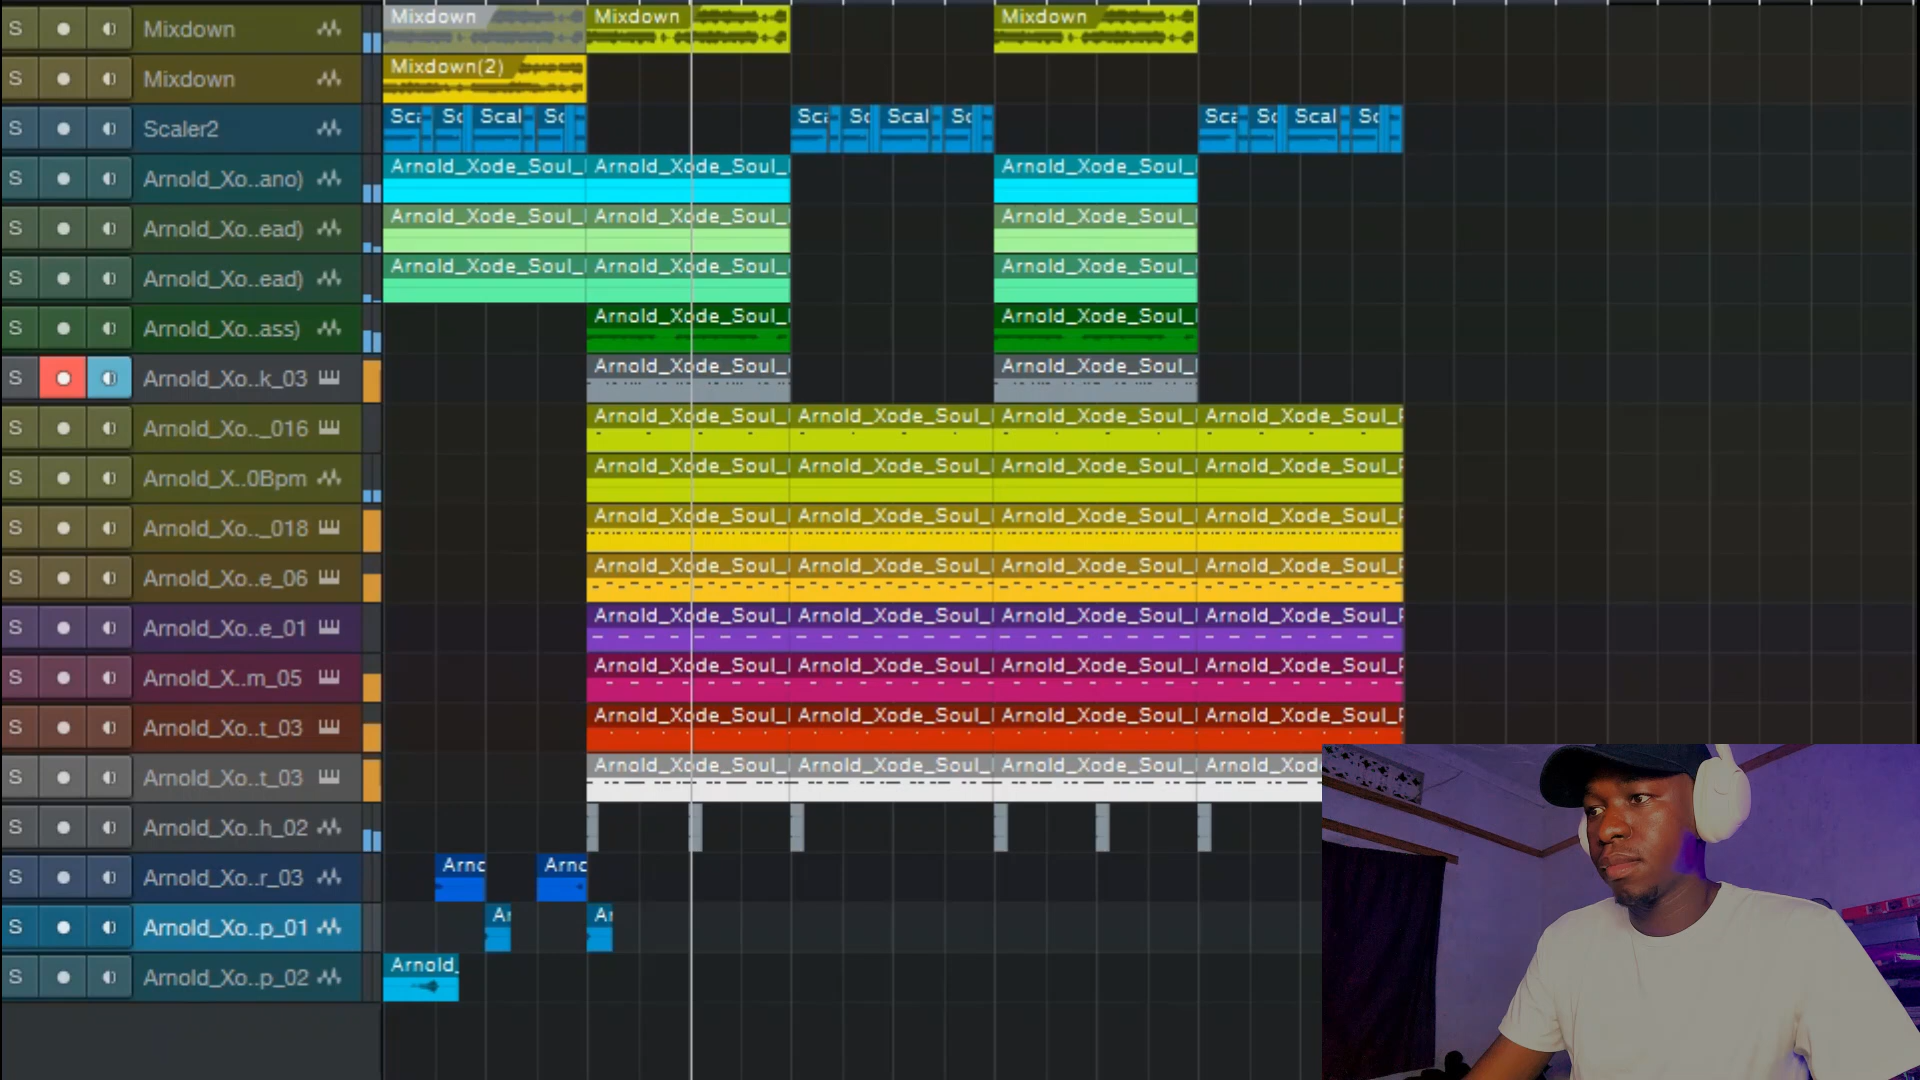 S Mixdown Mixdown Mixdown Mixdown
S Mixdown Mixdown(2)
S Scaler2 Sca Sc Scal Sc Sca Sc Scal Sc Sca Sc Scal Sc
S Arnold_Xo..ano) Arnold_Xode_Soul_ Arnold_Xode_Soul_ Arnold_Xode_Soul_
S Arnold_Xo..ead) Arnold_Xode_Soul_ Arnold_Xode_Soul_ Arnold_Xode_Soul_
S Arnold_Xo..ead) Arnold_Xode_Soul_ Arnold_Xode_Soul_ Arnold_Xode_Soul_
S Arnold_Xo..ass) Arnold_Xode_Soul_ Arnold_Xode_Soul_
S Arnold_Xo..k_03 Arnold_Xode_Soul_ Arnold_Xode_Soul_
S Arnold_Xo.._016 Arnold_Xode_Soul_ Arnold_Xode_Soul_ Arnold_Xode_Soul_ Arnold_Xode_Soul_
S Arnold_X..0Bpm Arnold_Xode_Soul_ Arnold_Xode_Soul_ Arnold_Xode_Soul_ Arnold_Xode_Soul_
S Arnold_Xo.._018 Arnold_Xode_Soul_ Arnold_Xode_Soul_ Arnold_Xode_Soul_ Arnold_Xode_Soul_
S Arnold_Xo..e_06 Arnold_Xode_Soul_ Arnold_Xode_Soul_ Arnold_Xode_Soul_ Arnold_Xode_Soul_
S Arnold_Xo..e_01 Arnold_Xode_Soul_ Arnold_Xode_Soul_ Arnold_Xode_Soul_ Arnold_Xode_Soul_
S Arnold_X..m_05 Arnold_Xode_Soul_ Arnold_Xode_Soul_ Arnold_Xode_Soul_ Arnold_Xode_Soul_
S Arnold_Xo..t_03 Arnold_Xode_Soul_ Arnold_Xode_Soul_ Arnold_Xode_Soul_ Arnold_Xode_Soul_
S Arnold_Xo..t_03 Arnold_Xode_Soul_ Arnold_Xode_Soul_ Arnold_Xode_Soul_ Arnold_Xo
S Arnold_Xo..h_02
S Arnold_Xo..r_03 Arno Arno
S Arnold_Xo..p_01 Ar Ar
S Arnold_Xo..p_02 Arnold_